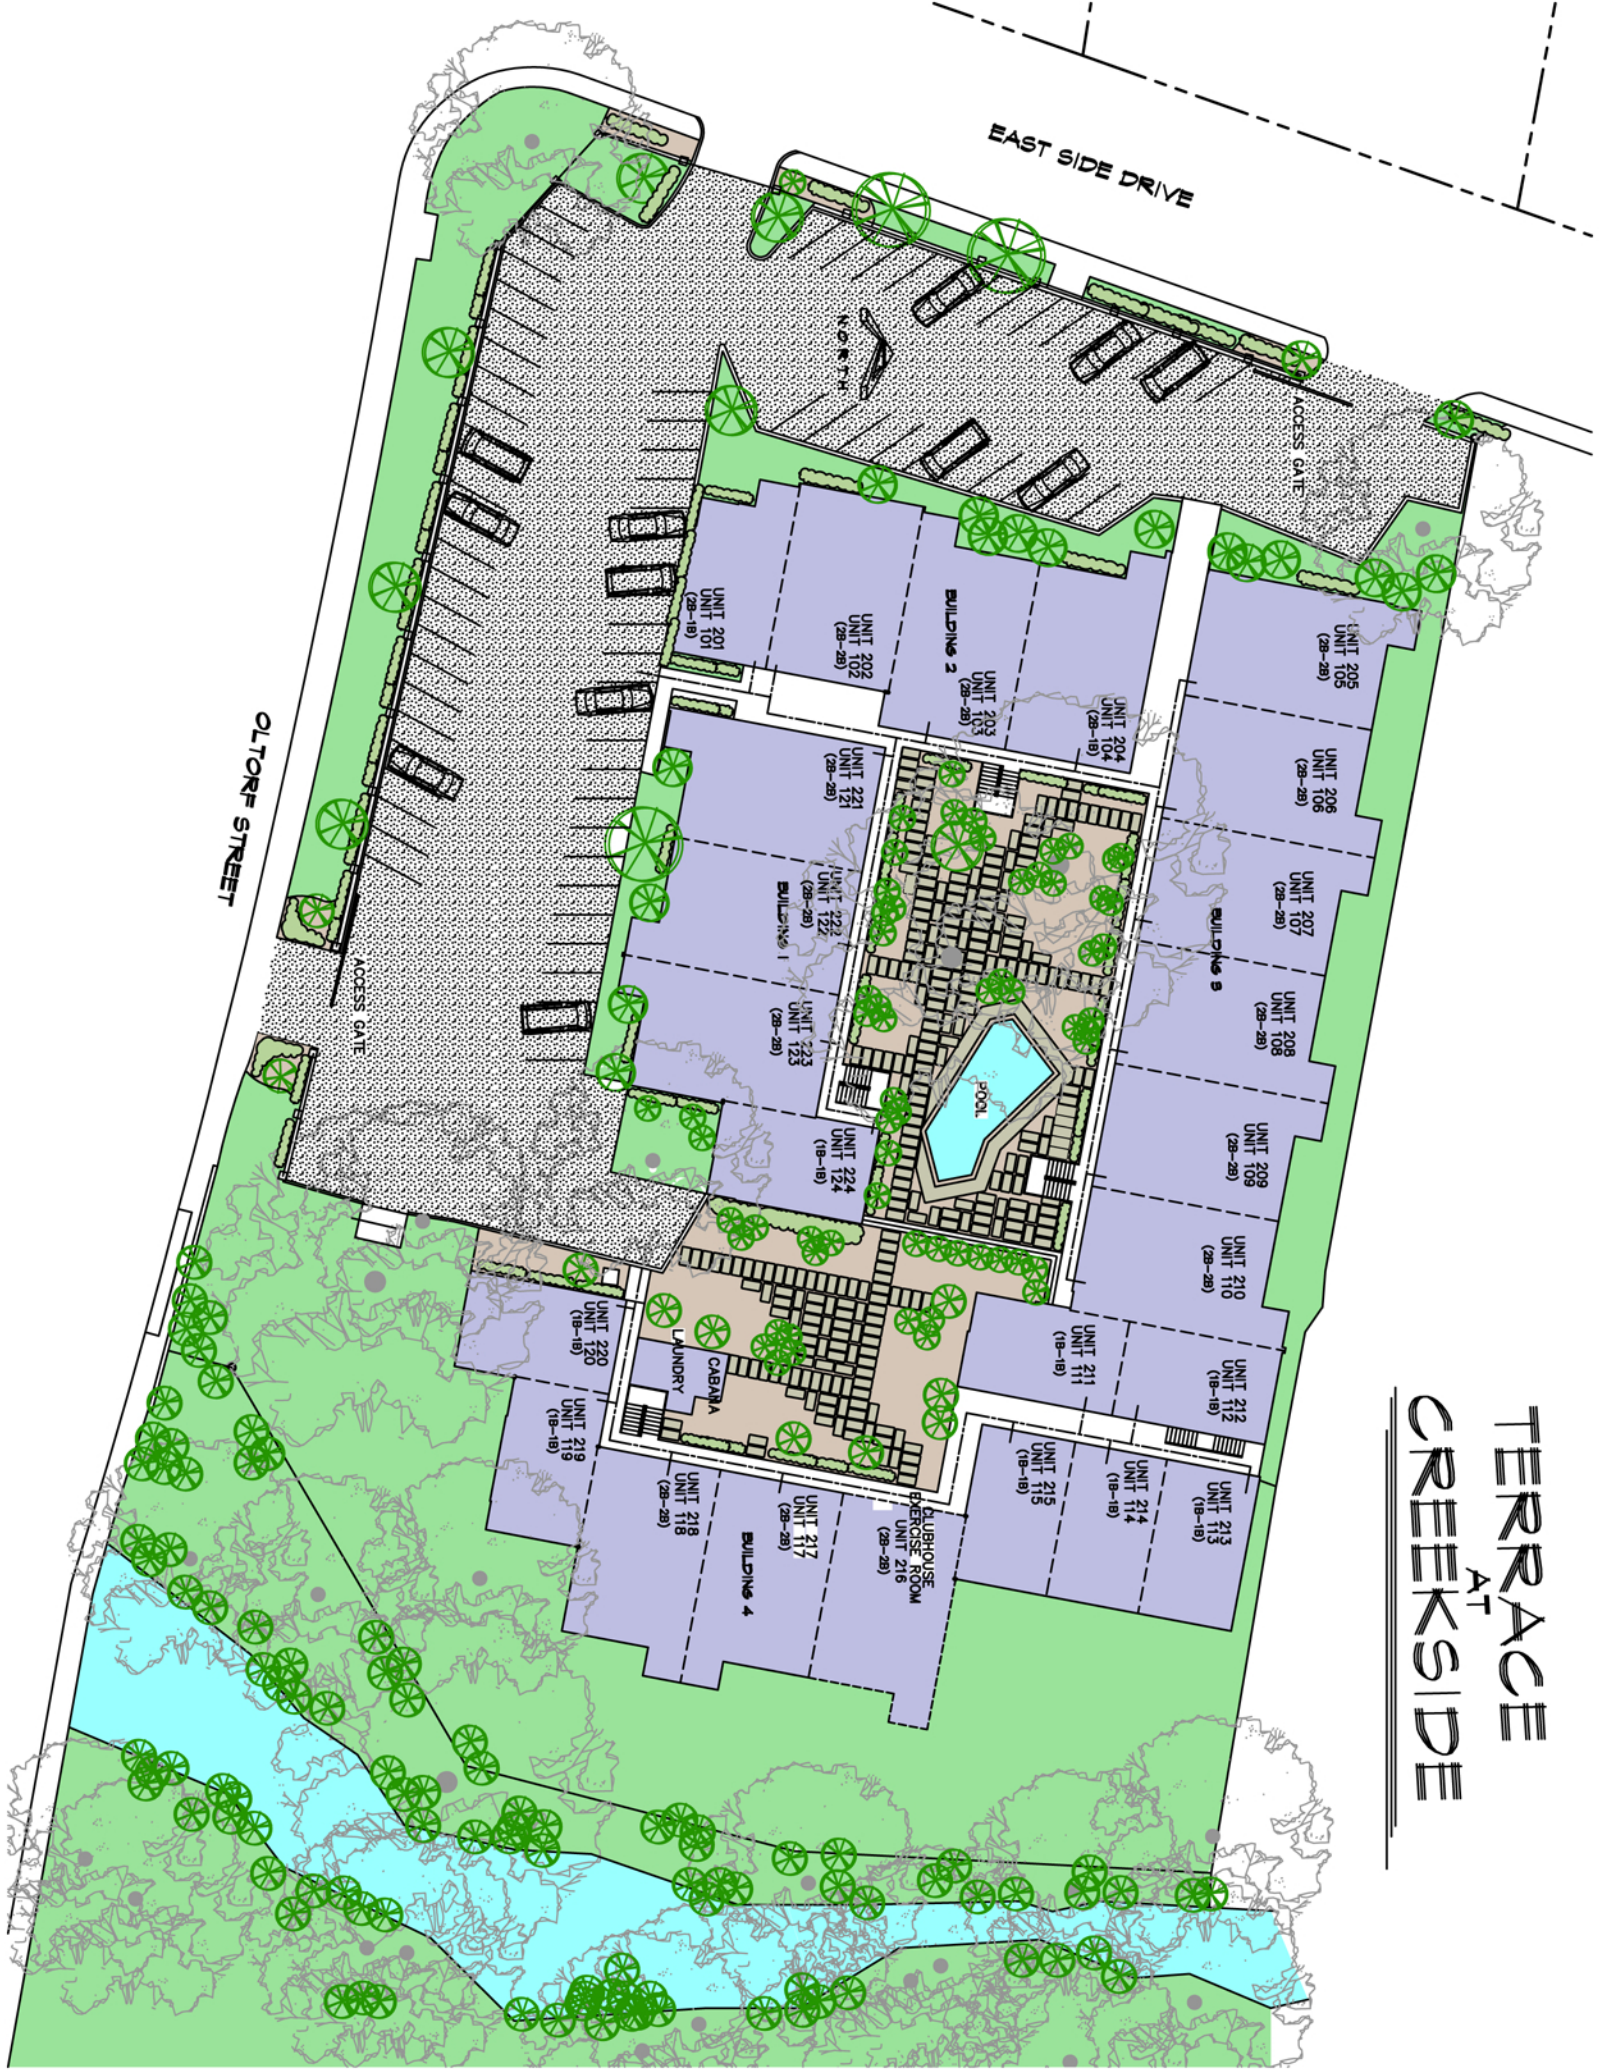 TERRACE
AT
CREEKSIDE
EAST SIDE DRIVE
ACCESS GATE
NORTH
UNIT 205
UNIT 105
(2B-2B)
UNIT 206
UNIT 106
(2B-2B)
UNIT 207
UNIT 107
(2B-2B)
UNIT 208
UNIT 108
(2B-2B)
UNIT 209
UNIT 109
(2B-2B)
UNIT 210
UNIT 110
(2B-2B)
BUILDING 3
UNIT 212
UNIT 112
(1B-1B)
UNIT 211
UNIT 111
(1B-1B)
UNIT 213
UNIT 113
(1B-1B)
UNIT 214
UNIT 114
(1B-1B)
UNIT 215
UNIT 115
(1B-1B)
UNIT 204
UNIT 104
(2B-1B)
UNIT 203
UNIT 103
(2B-2B)
BUILDING 2
UNIT 202
UNIT 102
(2B-2B)
UNIT 201
UNIT 101
(2B-1B)
POOL
UNIT 221
UNIT 121
(2B-2B)
UNIT 222
UNIT 122
(2B-2B)
BUILDING 1
UNIT 223
UNIT 123
(2B-2B)
UNIT 224
UNIT 124
(1B-1B)
CLUBHOUSE
EXERCISE ROOM
UNIT 216
(2B-2B)
UNIT 217
UNIT 117
(2B-2B)
BUILDING 4
UNIT 218
UNIT 118
(2B-2B)
CABANA
LAUNDRY
UNIT 220
UNIT 120
(1B-1B)
UNIT 219
UNIT 119
(1B-1B)
ACCESS GATE
OLTORF STREET